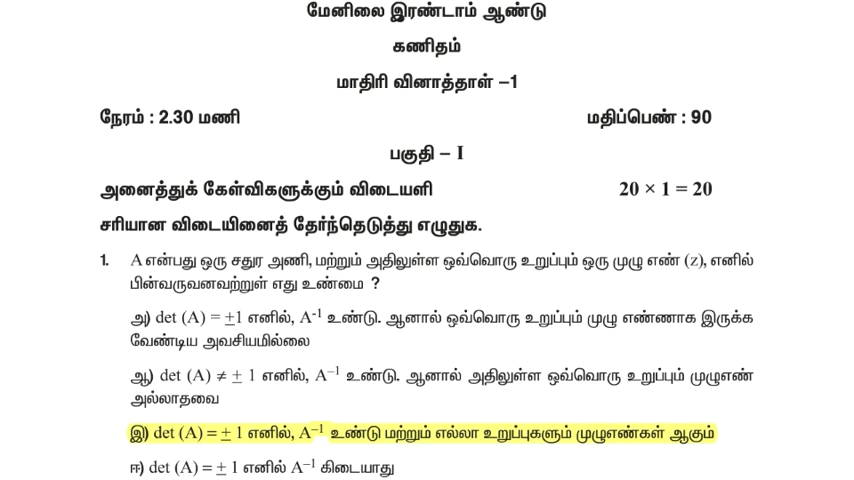 மேனிலை இரண்டாம் ஆண்டு
கணிதம்
மாதிரி வினாத்தாள் –1
நேரம் : 2.30 மணி மதிப்பெண் : 90
பகுதி – I
அனைத்துக் கேள்விகளுக்கும் விடையளி 20 × 1 = 20
சரியான விடையினைத் தேர்ந்தெடுத்து எழுதுக.
1. A என்பது ஒரு சதுர அணி, மற்றும் அதிலுள்ள ஒவ்வொரு உறுப்பும் ஒரு முழு எண் (z), எனில்
பின்வருவனவற்றுள் எது உண்மை ?
அ) det (A) = ±1 எனில், A⁻¹ உண்டு. ஆனால் ஒவ்வொரு உறுப்பும் முழு எண்ணாக இருக்க
வேண்டிய அவசியமில்லை
ஆ) det (A) ≠ ± 1 எனில், A⁻¹ உண்டு. ஆனால் அதிலுள்ள ஒவ்வொரு உறுப்பும் முழுஎண்
அல்லாதவை
இ) det (A) = ± 1 எனில், A⁻¹ உண்டு மற்றும் எல்லா உறுப்புகளும் முழுஎண்கள் ஆகும்
ஈ) det (A) = ± 1 எனில் A⁻¹ கிடையாது